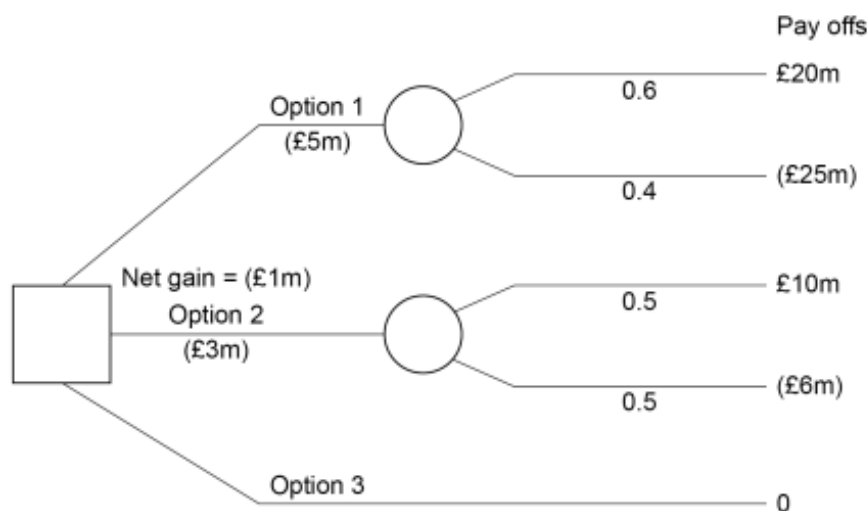 Pay offs
£20m
0.6
Option 1
(£5m)
(£25m)
0.4
Net gain = (£1m)
£10m
Option 2
0.5
(£3m)
(£6m)
0.5
Option 3
0